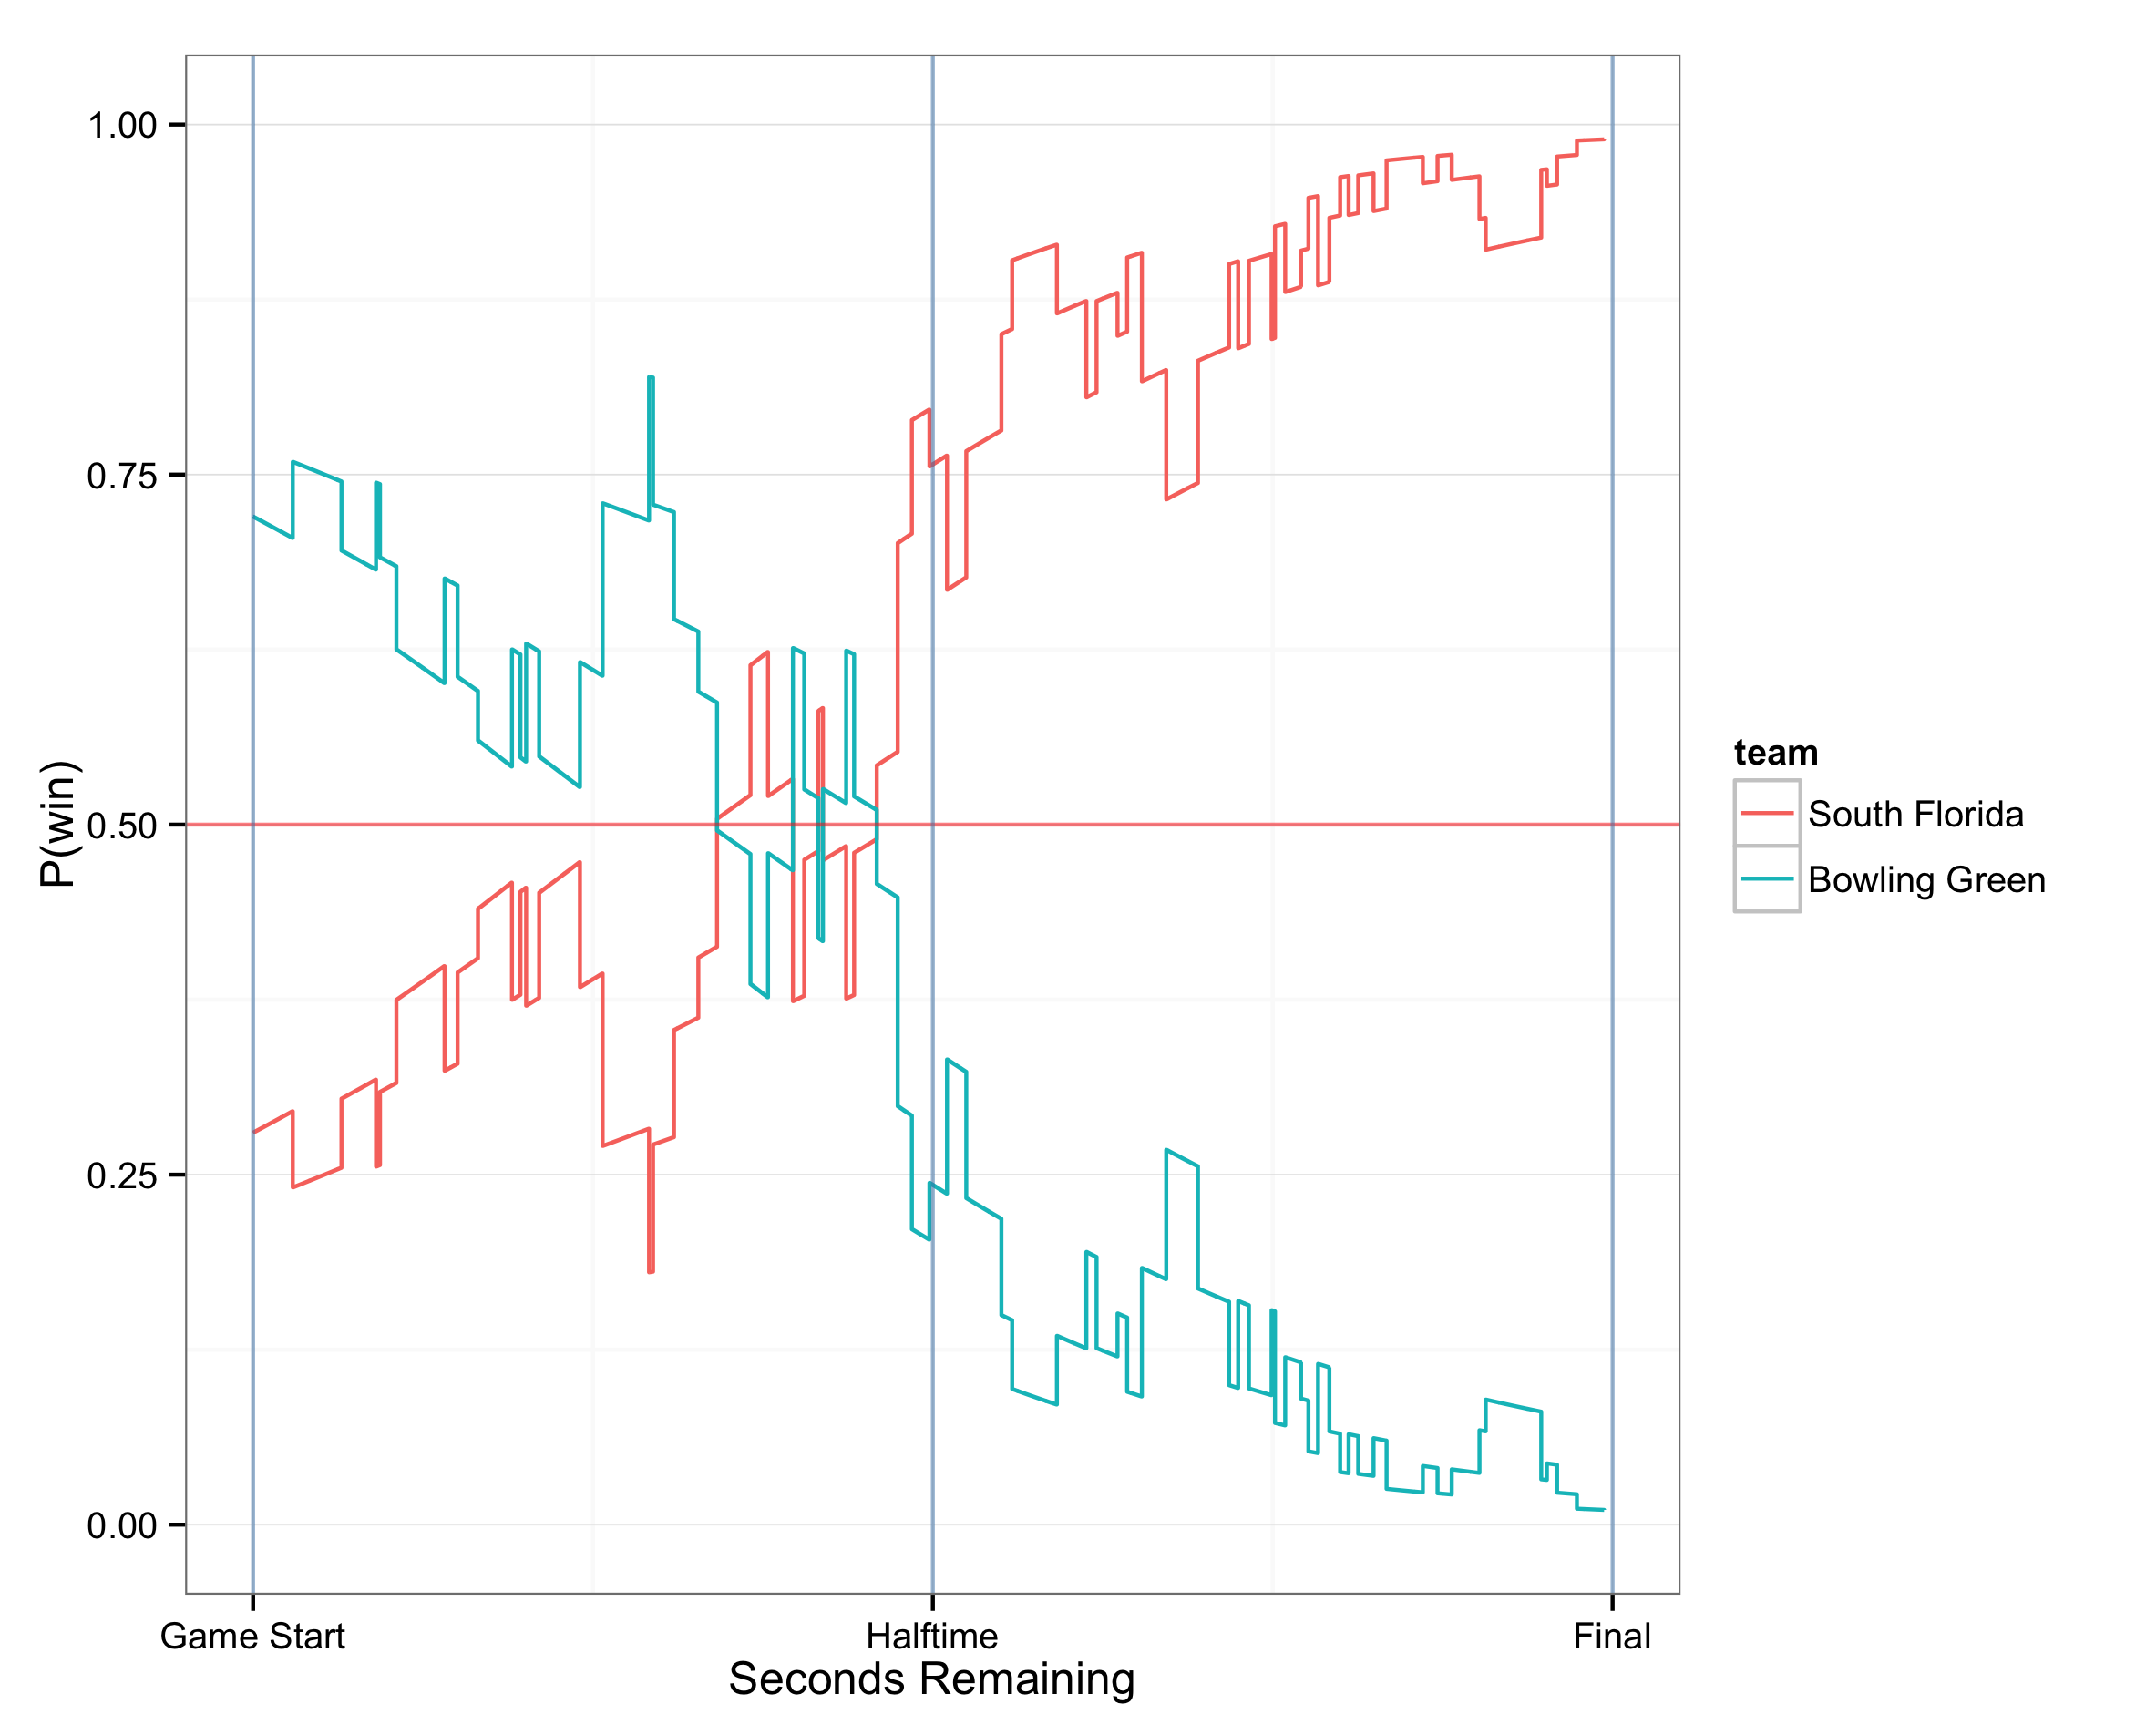 1.00
0.75
0.50
0.25
0.00
P(win)
Game Start
Halftime
Final
Seconds Remaining
team
South Florida
Bowling Green